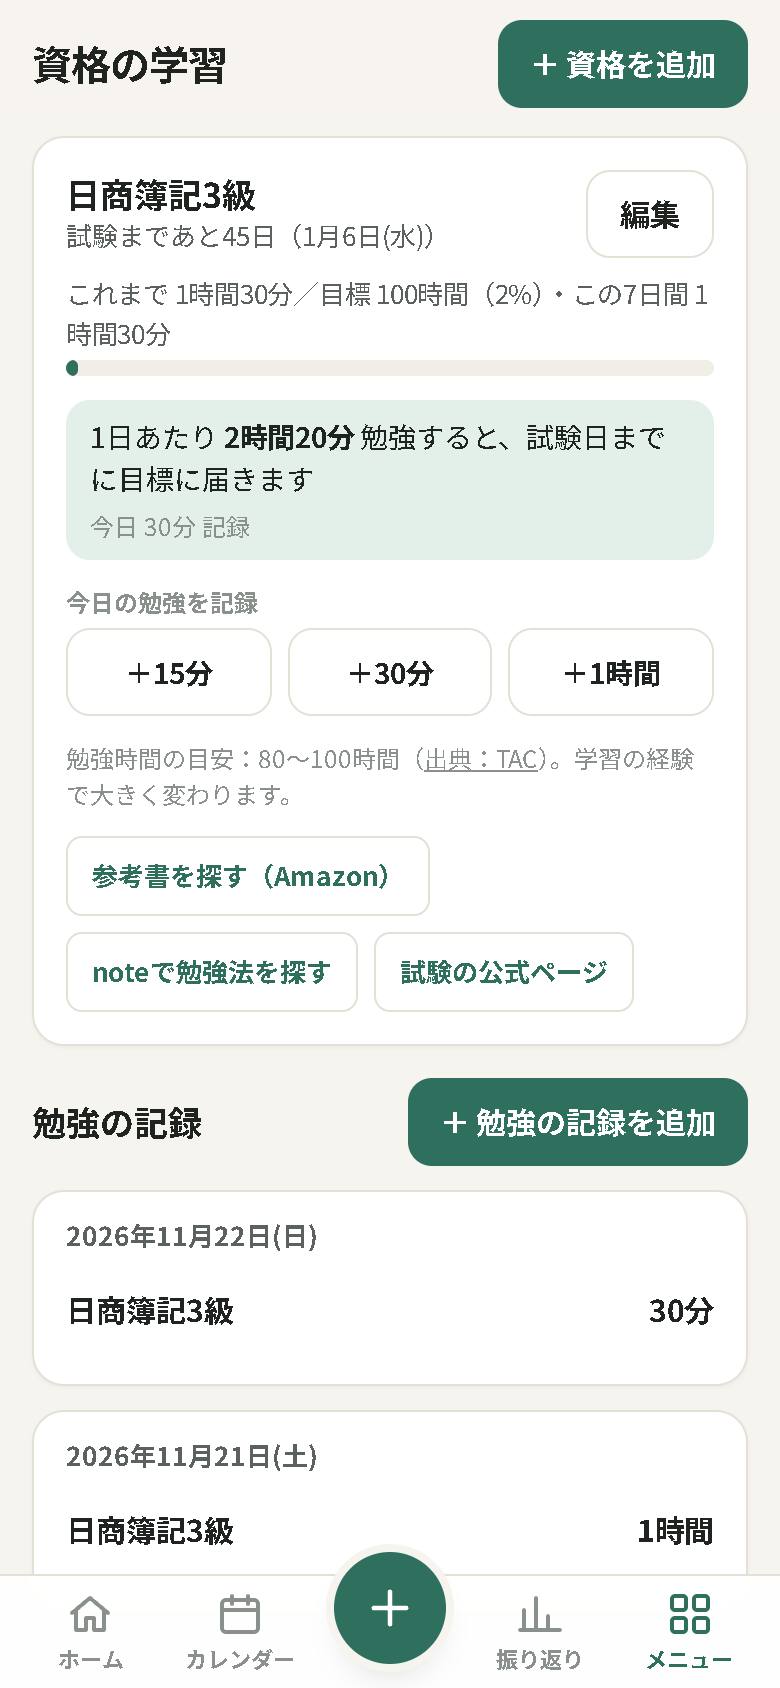 資格の学習
＋ 資格を追加
日商簿記3級
編集
試験まであと45日（1月6日(水)）
これまで 1時間30分／目標 100時間（2%）・この7日間 1
時間30分
1日あたり 2時間20分 勉強すると、試験日まで
に目標に届きます
今日 30分 記録
今日の勉強を記録
＋15分
＋30分
＋1時間
勉強時間の目安：80〜100時間（出典：TAC）。学習の経験
で大きく変わります。
参考書を探す（Amazon）
noteで勉強法を探す
試験の公式ページ
勉強の記録
＋ 勉強の記録を追加
2026年11月22日(日)
日商簿記3級
30分
2026年11月21日(土)
日商簿記3級
1時間
ホーム
カレンダー
振り返り
メニュー